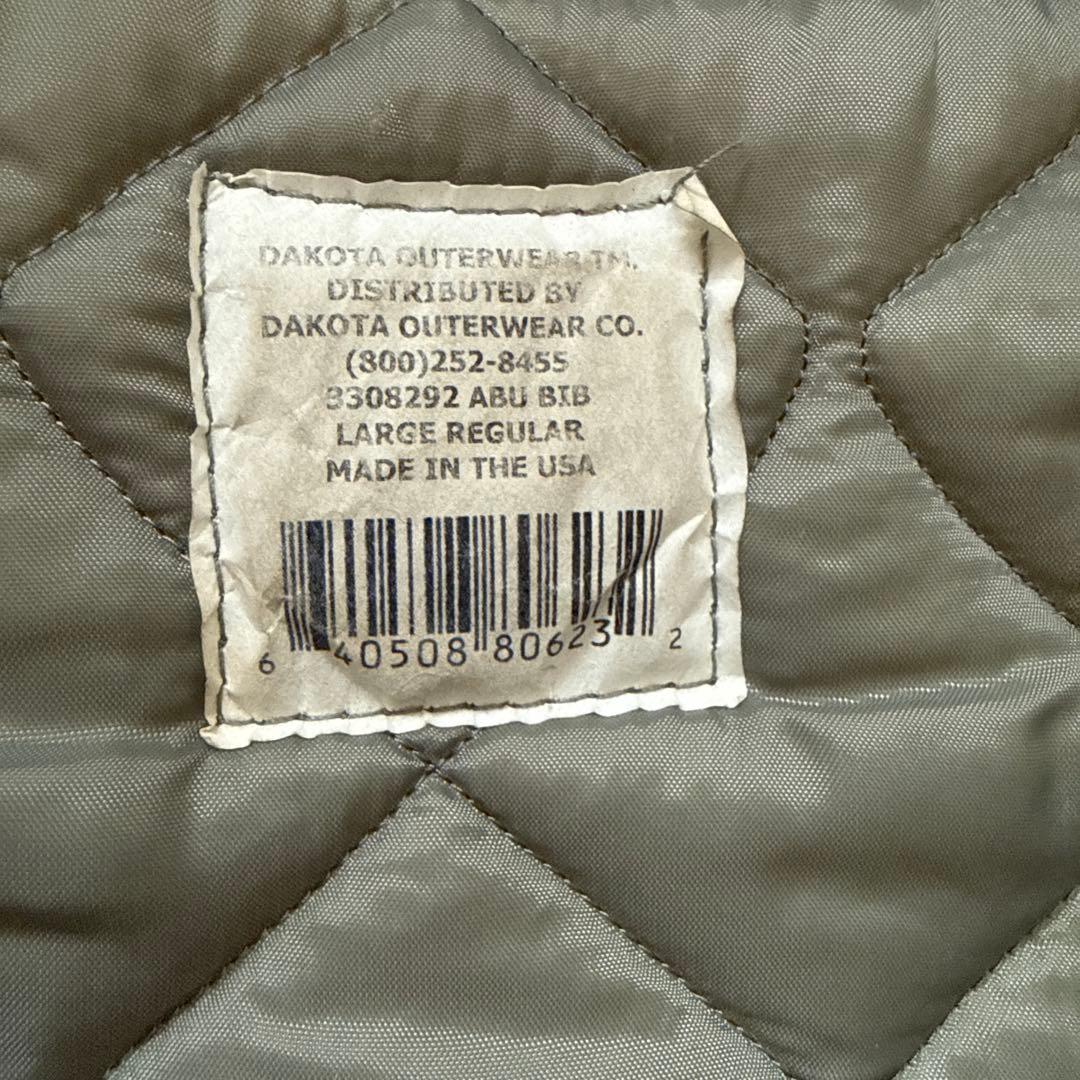 DAKOTA OUTERWEAR TM.
DISTRIBUTED BY
DAKOTA OUTERWEAR CO.
(800)252-8455
3308292 ABU BIB
LARGE REGULAR
MADE IN THE USA
6 40508 80623 2